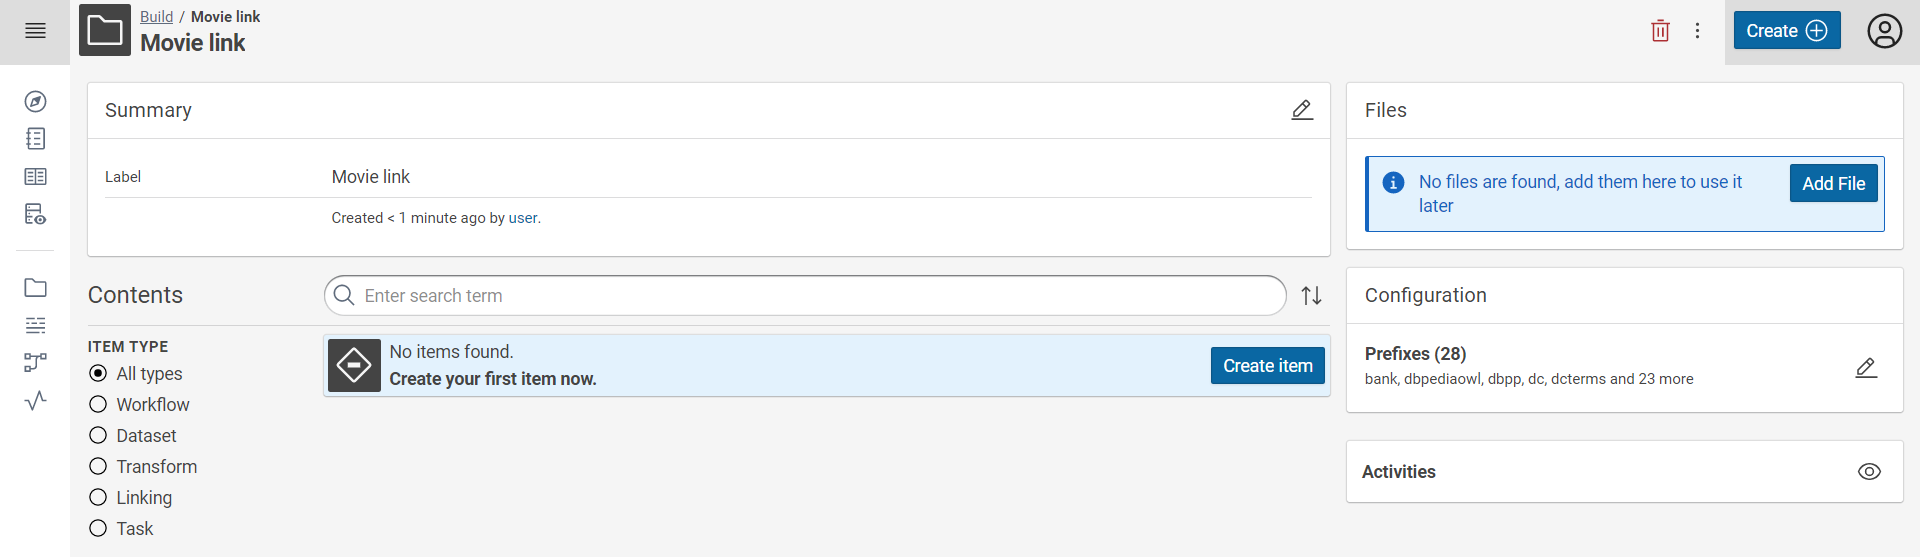 Build / Movie link
Movie link
Create
Summary
Label
Movie link
Created < 1 minute ago by user.
Contents
Enter search term
ITEM TYPE
All types
Workflow
Dataset
Transform
Linking
Task
No items found.
Create your first item now.
Create item
Files
No files are found, add them here to use it
later
Add File
Configuration
Prefixes (28)
bank, dbpediaowl, dbpp, dc, dcterms and 23 more
Activities